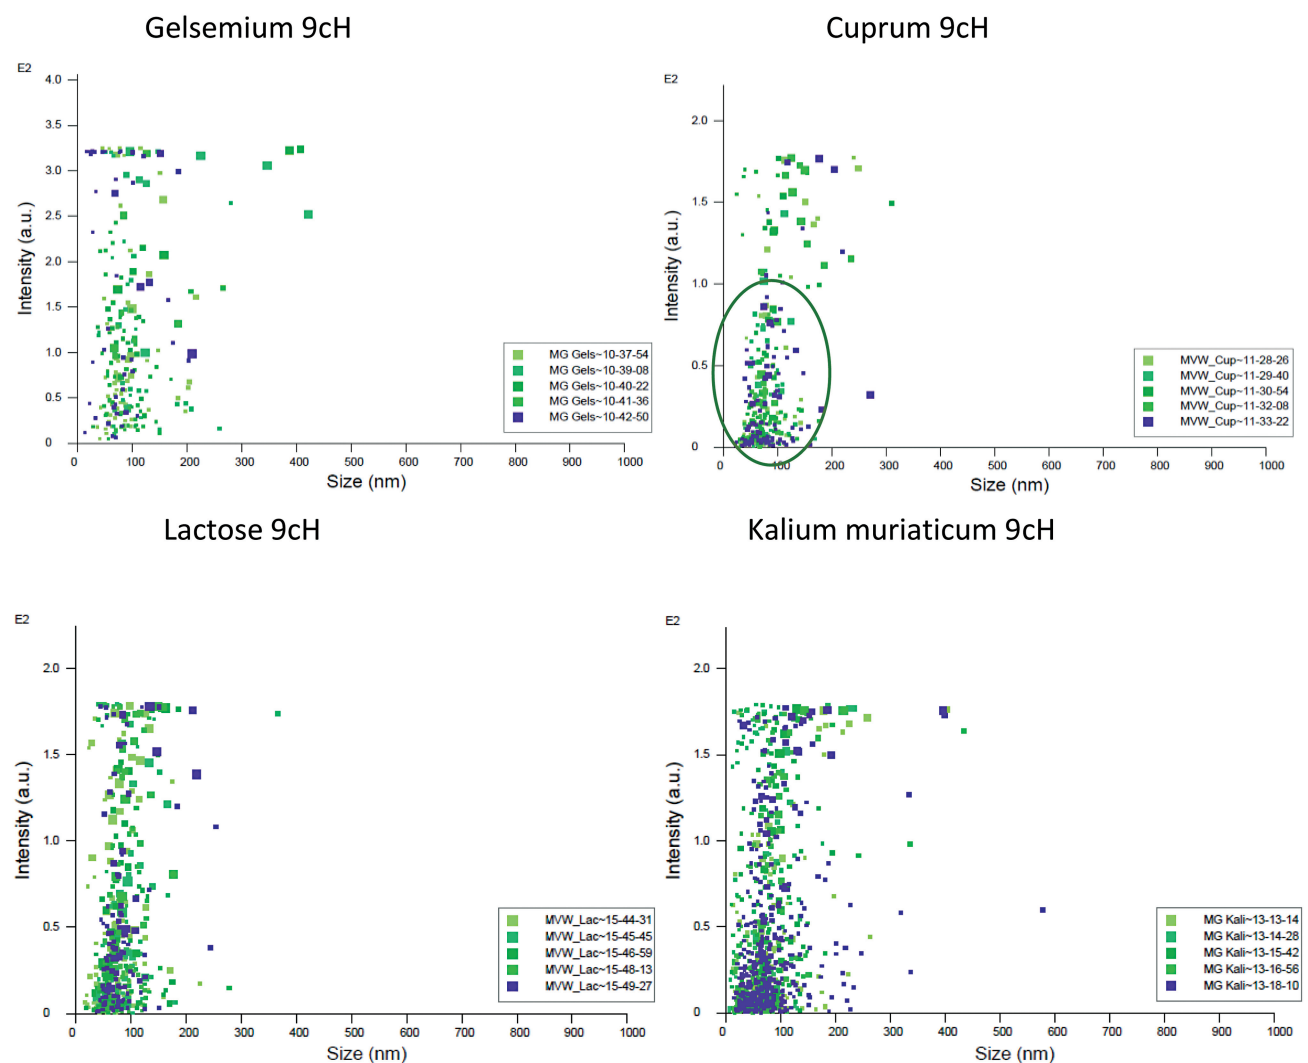 Gelsemium 9cH
E2
4.0
3.5
3.0
2.5
2.0
1.5
1.0
0.5
0
Intensity (a.u.)
0 100 200 300 400 500 600 700 800 900 1000
Size (nm)
MG Gels~10-37-54
MG Gels~10-39-08
MG Gels~10-40-22
MG Gels~10-41-36
MG Gels~10-42-50
Cuprum 9cH
E2
2.0
1.5
1.0
0.5
0
Intensity (a.u.)
0 100 200 300 400 500 600 700 800 900 1000
Size (nm)
MVW_Cup~11-28-26
MVW_Cup~11-29-40
MVW_Cup~11-30-54
MVW_Cup~11-32-08
MVW_Cup~11-33-22
Lactose 9cH
E2
2.0
1.5
1.0
0.5
0
Intensity (a.u.)
0 100 200 300 400 500 600 700 800 900 1000
Size (nm)
MVW_Lac~15-44-31
MVW_Lac~15-45-45
MVW_Lac~15-46-59
MVW_Lac~15-48-13
MVW_Lac~15-49-27
Kalium muriaticum 9cH
E2
2.0
1.5
1.0
0.5
0
Intensity (a.u.)
0 100 200 300 400 500 600 700 800 900 1000
Size (nm)
MG Kali~13-13-14
MG Kali~13-14-28
MG Kali~13-15-42
MG Kali~13-16-56
MG Kali~13-18-10